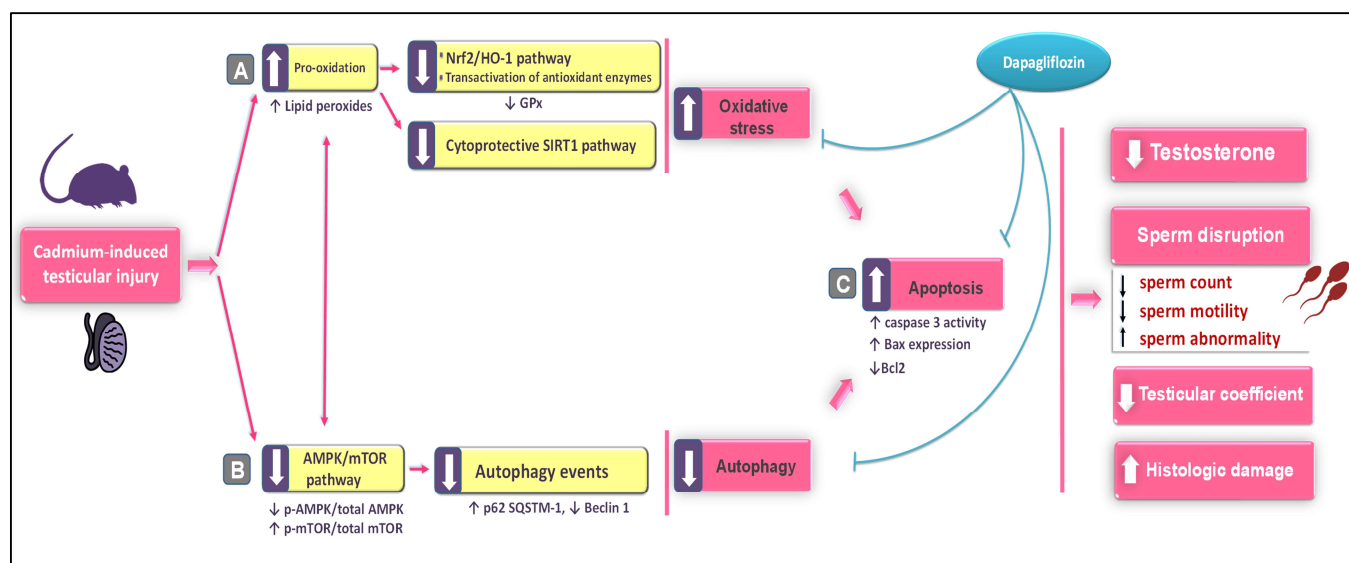 A
Pro-oxidation
↑ Lipid peroxides
* Nrf2/HO-1 pathway
* Transactivation of antioxidant enzymes
↓ GPx
Cytoprotective SIRT1 pathway
Oxidative
stress
Dapagliflozin
Cadmium-induced
testicular injury
B
AMPK/mTOR
pathway
↓ p-AMPK/total AMPK
↑ p-mTOR/total mTOR
Autophagy events
↑ p62 SQSTM-1, ↓ Beclin 1
Autophagy
C
Apoptosis
↑ caspase 3 activity
↑ Bax expression
↓Bcl2
Testosterone
Sperm disruption
↓ sperm count
↓ sperm motility
↑ sperm abnormality
Testicular coefficient
Histologic damage